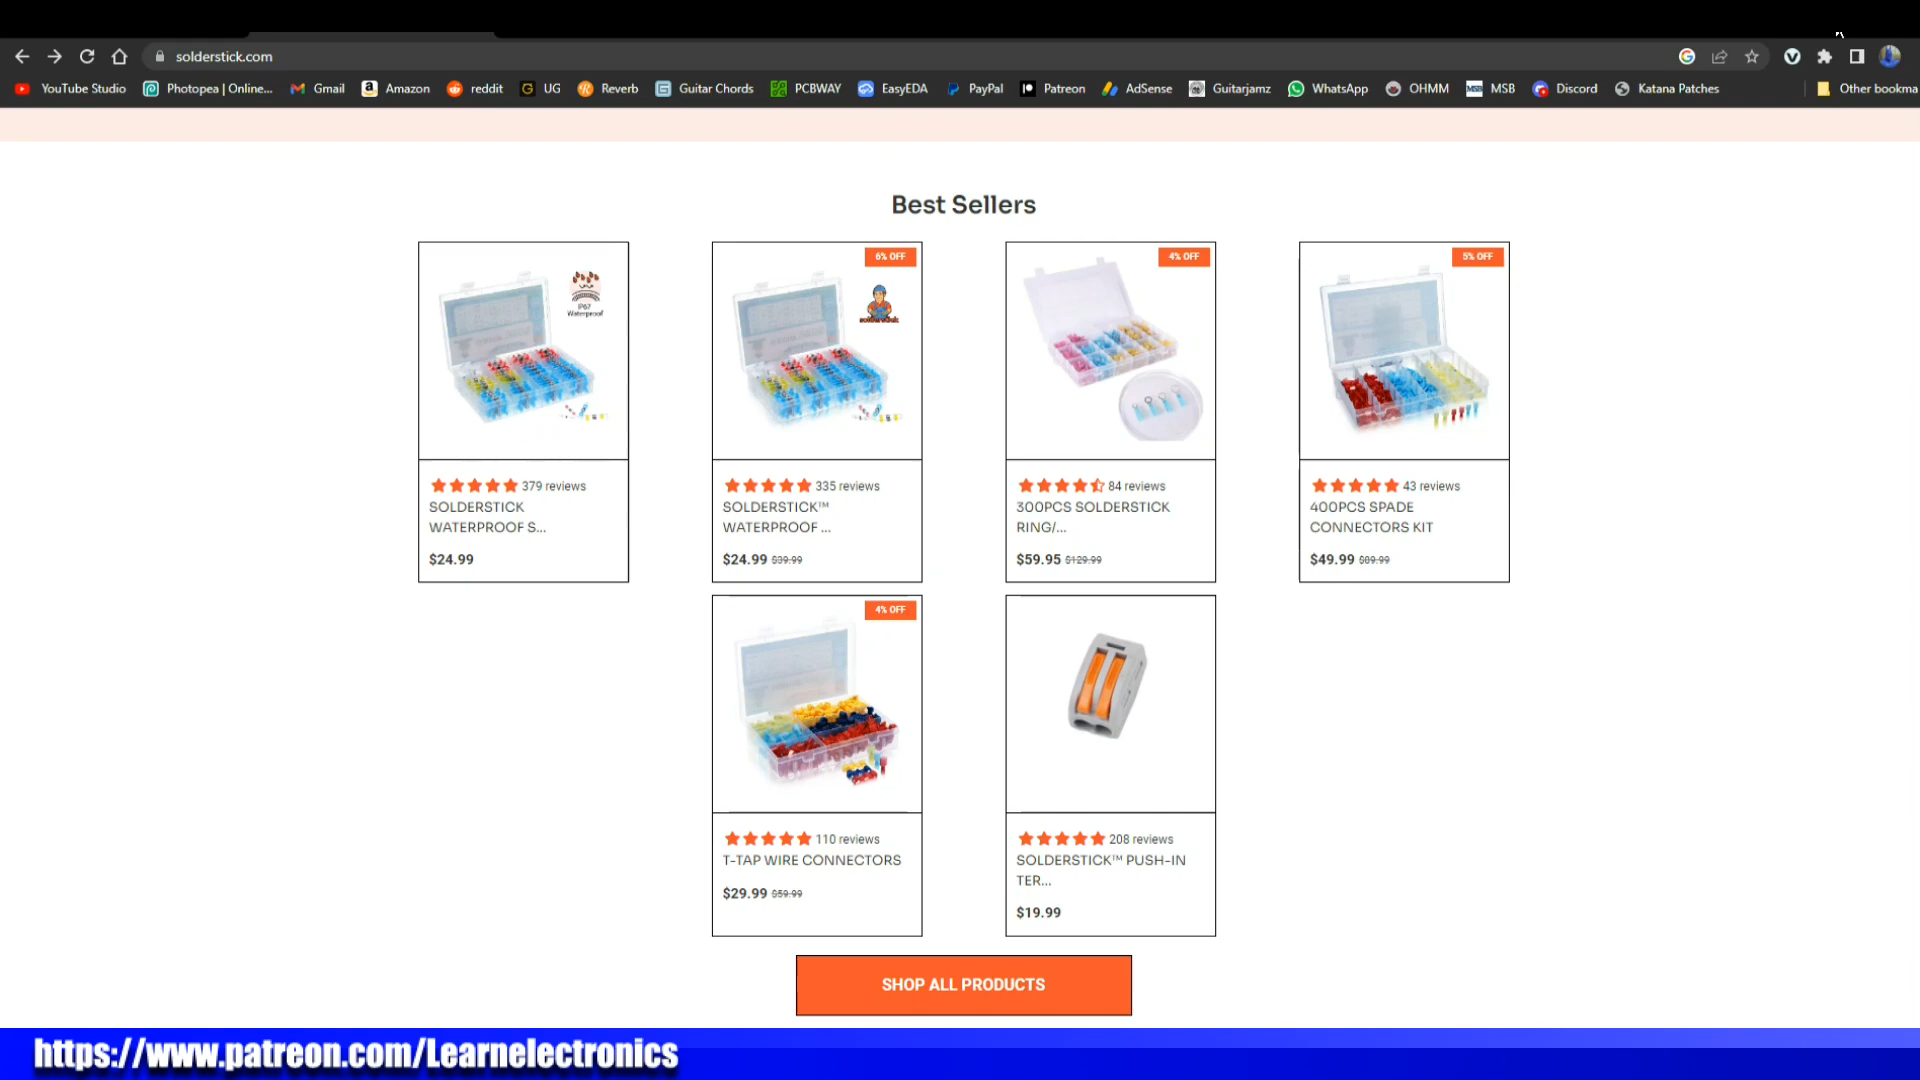 solderstick.com
YouTube Studio
Photopea | Online...
Gmail
Amazon
reddit
UG
Reverb
Guitar Chords
PCBWAY
EasyEDA
PayPal
Patreon
AdSense
Guitarjamz
WhatsApp
OHMM
MSB
Discord
Katana Patches
Other bookma
Best Sellers
IP67
Waterproof
379 reviews
SOLDERSTICK
WATERPROOF S...
$24.99
6% OFF
solderstick
335 reviews
SOLDERSTICK™
WATERPROOF ...
$24.99 $39.99
4% OFF
84 reviews
300PCS SOLDERSTICK
RING/...
$59.95 $129.99
5% OFF
43 reviews
400PCS SPADE
CONNECTORS KIT
$49.99 $89.99
4% OFF
110 reviews
T-TAP WIRE CONNECTORS
$29.99 $59.99
208 reviews
SOLDERSTICK™ PUSH-IN
TER...
$19.99
SHOP ALL PRODUCTS
https://www.patreon.com/Learnelectronics